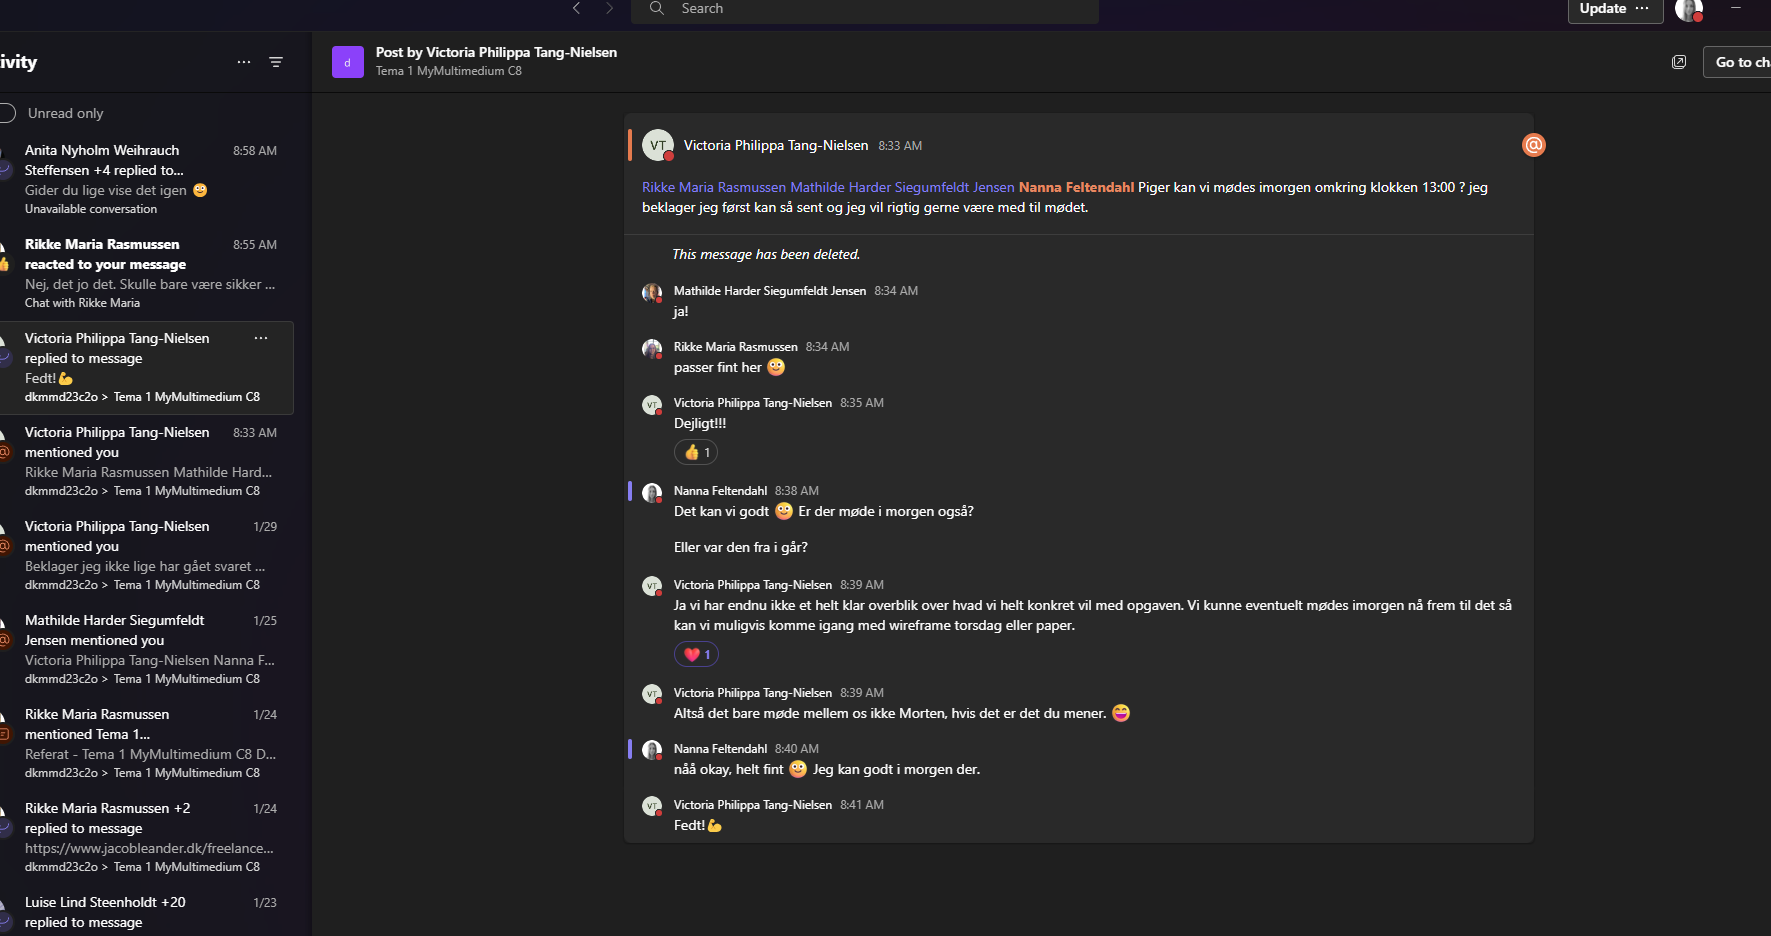 Search
Update ···
ivity
d
Post by Victoria Philippa Tang-Nielsen
Tema 1 MyMultimedium C8
Go to ch
Unread only
Anita Nyholm Weihrauch 8:58 AM
Steffensen +4 replied to...
Gider du lige vise det igen 🙂
Unavailable conversation
Rikke Maria Rasmussen 8:55 AM
reacted to your message
Nej, det jo det. Skulle bare være sikker ...
Chat with Rikke Maria
Victoria Philippa Tang-Nielsen ···
replied to message
Fedt!💪
dkmmd23c2o > Tema 1 MyMultimedium C8
Victoria Philippa Tang-Nielsen 8:33 AM
mentioned you
Rikke Maria Rasmussen Mathilde Hard...
dkmmd23c2o > Tema 1 MyMultimedium C8
Victoria Philippa Tang-Nielsen 1/29
mentioned you
Beklager jeg ikke lige har gået svaret ...
dkmmd23c2o > Tema 1 MyMultimedium C8
Mathilde Harder Siegumfeldt 1/25
Jensen mentioned you
Victoria Philippa Tang-Nielsen Nanna F...
dkmmd23c2o > Tema 1 MyMultimedium C8
Rikke Maria Rasmussen 1/24
mentioned Tema 1...
Referat - Tema 1 MyMultimedium C8 D...
dkmmd23c2o > Tema 1 MyMultimedium C8
Rikke Maria Rasmussen +2 1/24
replied to message
https://www.jacobleander.dk/freelance...
dkmmd23c2o > Tema 1 MyMultimedium C8
Luise Lind Steenholdt +20 1/23
replied to message
VT Victoria Philippa Tang-Nielsen 8:33 AM @
Rikke Maria Rasmussen Mathilde Harder Siegumfeldt Jensen Nanna Feltendahl Piger kan vi mødes imorgen omkring klokken 13:00 ? jeg
beklager jeg først kan så sent og jeg vil rigtig gerne være med til mødet.
This message has been deleted.
Mathilde Harder Siegumfeldt Jensen 8:34 AM
ja!
Rikke Maria Rasmussen 8:34 AM
passer fint her 🙂
VT Victoria Philippa Tang-Nielsen 8:35 AM
Dejligt!!!
👍 1
Nanna Feltendahl 8:38 AM
Det kan vi godt 🙂 Er der møde i morgen også?
Eller var den fra i går?
VT Victoria Philippa Tang-Nielsen 8:39 AM
Ja vi har endnu ikke et helt klar overblik over hvad vi helt konkret vil med opgaven. Vi kunne eventuelt mødes imorgen nå frem til det så
kan vi muligvis komme igang med wireframe torsdag eller paper.
❤️ 1
VT Victoria Philippa Tang-Nielsen 8:39 AM
Altså det bare møde mellem os ikke Morten, hvis det er det du mener. 😄
Nanna Feltendahl 8:40 AM
nåå okay, helt fint 🙂 Jeg kan godt i morgen der.
VT Victoria Philippa Tang-Nielsen 8:41 AM
Fedt!💪